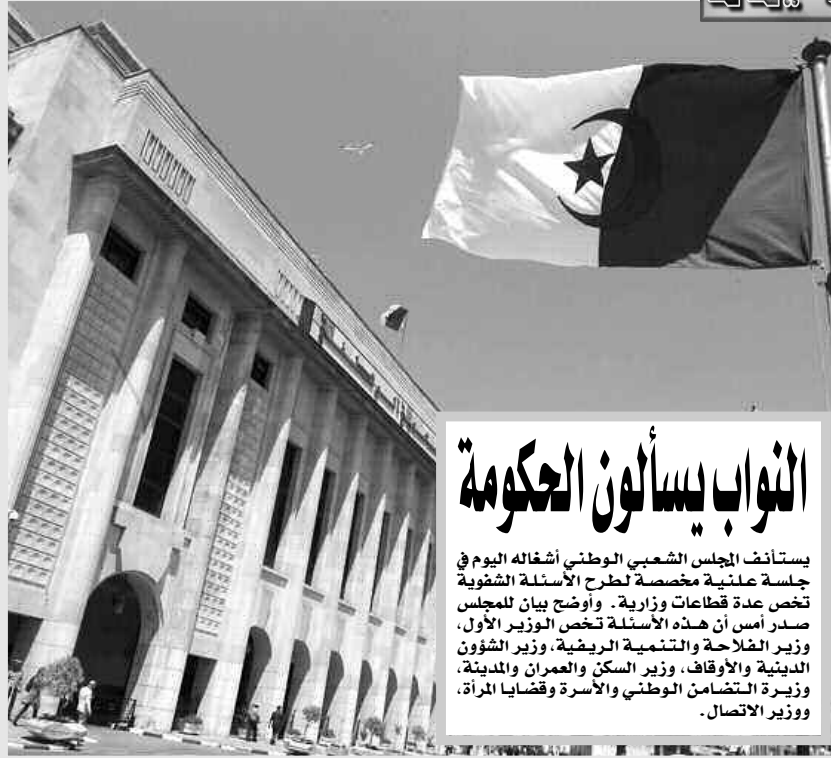 النواب يسألون الحكومة
يستأنف المجلس الشعبي الوطني أشغاله اليوم في
جلسة علنية مخصصة لطرح الأسئلة الشفوية
تخص عدة قطاعات وزارية. وأوضح بيان للمجلس
صدر أمس أن هذه الأسئلة تخص الوزير الأول،
وزير الفلاحة والتنمية الريفية، وزير الشؤون
الدينية والأوقاف، وزير السكن والعمران والمدينة،
وزيرة التضامن الوطني والأسرة وقضايا المرأة،
ووزير الاتصال.